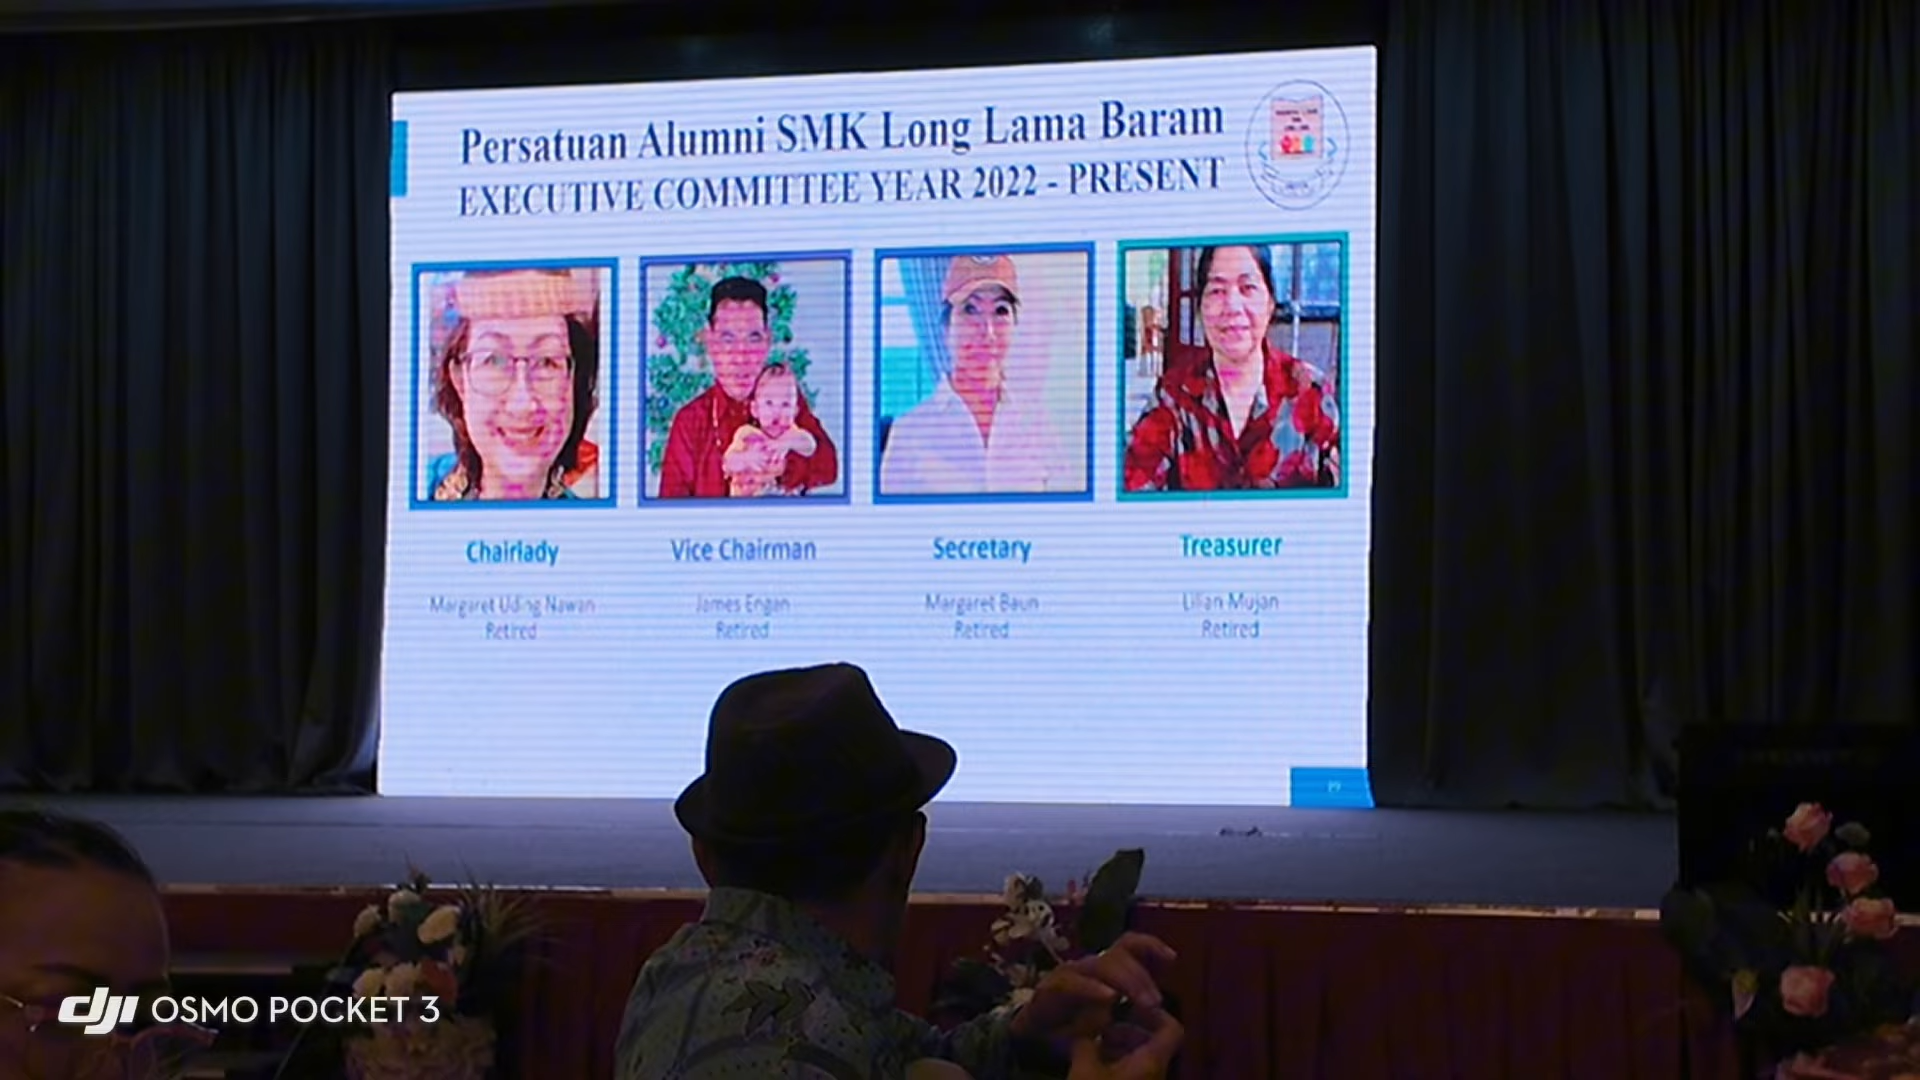 Persatuan Alumni SMK Long Lama Baram
EXECUTIVE COMMITTEE YEAR 2022 - PRESENT
Chairlady
Vice Chairman
Secretary
Treasurer
Margaret Uding Nawan
James Engan
Margaret Baun
Lilian Mujan
Retired
Retired
Retired
Retired
dji OSMO POCKET 3